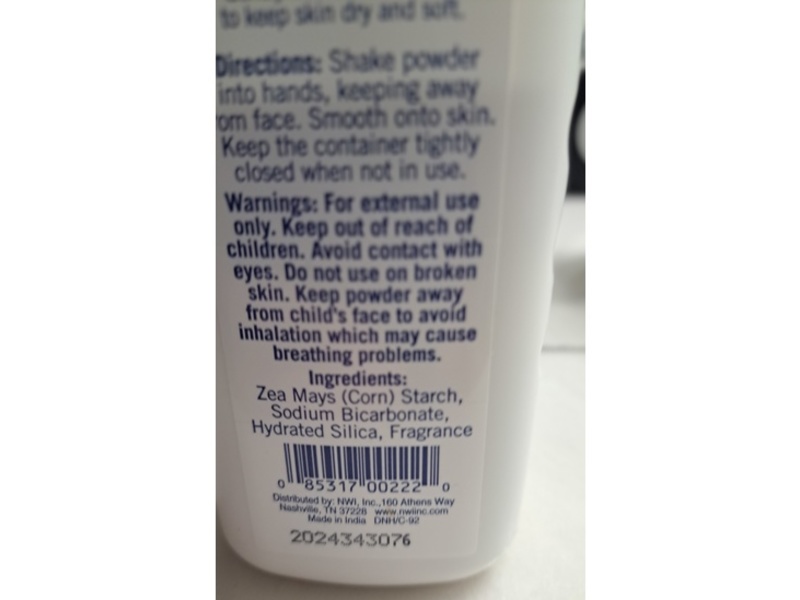 to keep skin dry and soft.
Directions: Shake powder
into hands, keeping away
om face. Smooth onto skin.
Keep the container tightly
closed when not in use.
Warnings: For external use
only. Keep out of reach of
children. Avoid contact with
eyes. Do not use on broken
skin. Keep powder away
from child's face to avoid
inhalation which may cause
breathing problems.
Ingredients:
Zea Mays (Corn) Starch,
Sodium Bicarbonate,
Hydrated Silica, Fragrance
0 85317 00222 0
Distributed by: NWI, Inc.,160 Athens Way
Nashville, TN 37228 www.nwiinc.com
Made in India DNH/C-92
2024343076